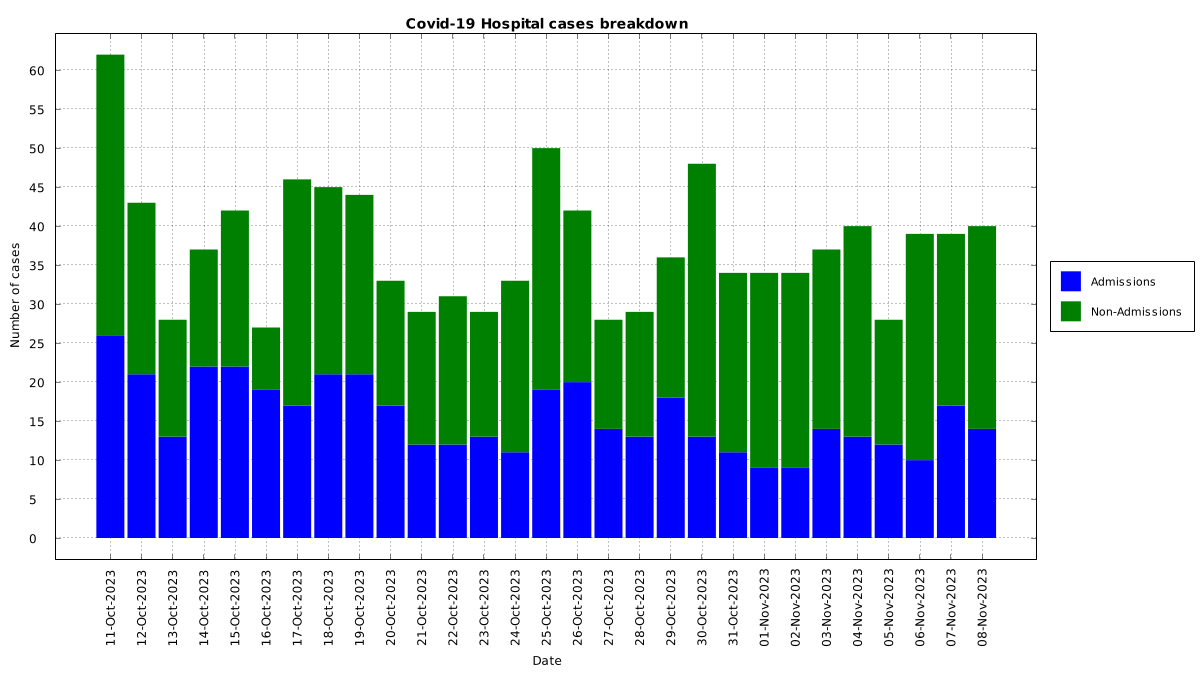 Covid-19 Hospital cases breakdown
60
55
50
45
40
35
30
25
20
15
10
5
0
Number of cases
11-Oct-2023
12-Oct-2023
13-Oct-2023
14-Oct-2023
15-Oct-2023
16-Oct-2023
17-Oct-2023
18-Oct-2023
19-Oct-2023
20-Oct-2023
21-Oct-2023
22-Oct-2023
23-Oct-2023
24-Oct-2023
25-Oct-2023
26-Oct-2023
27-Oct-2023
28-Oct-2023
29-Oct-2023
30-Oct-2023
31-Oct-2023
01-Nov-2023
02-Nov-2023
03-Nov-2023
04-Nov-2023
05-Nov-2023
06-Nov-2023
07-Nov-2023
08-Nov-2023
Date
Admissions
Non-Admissions